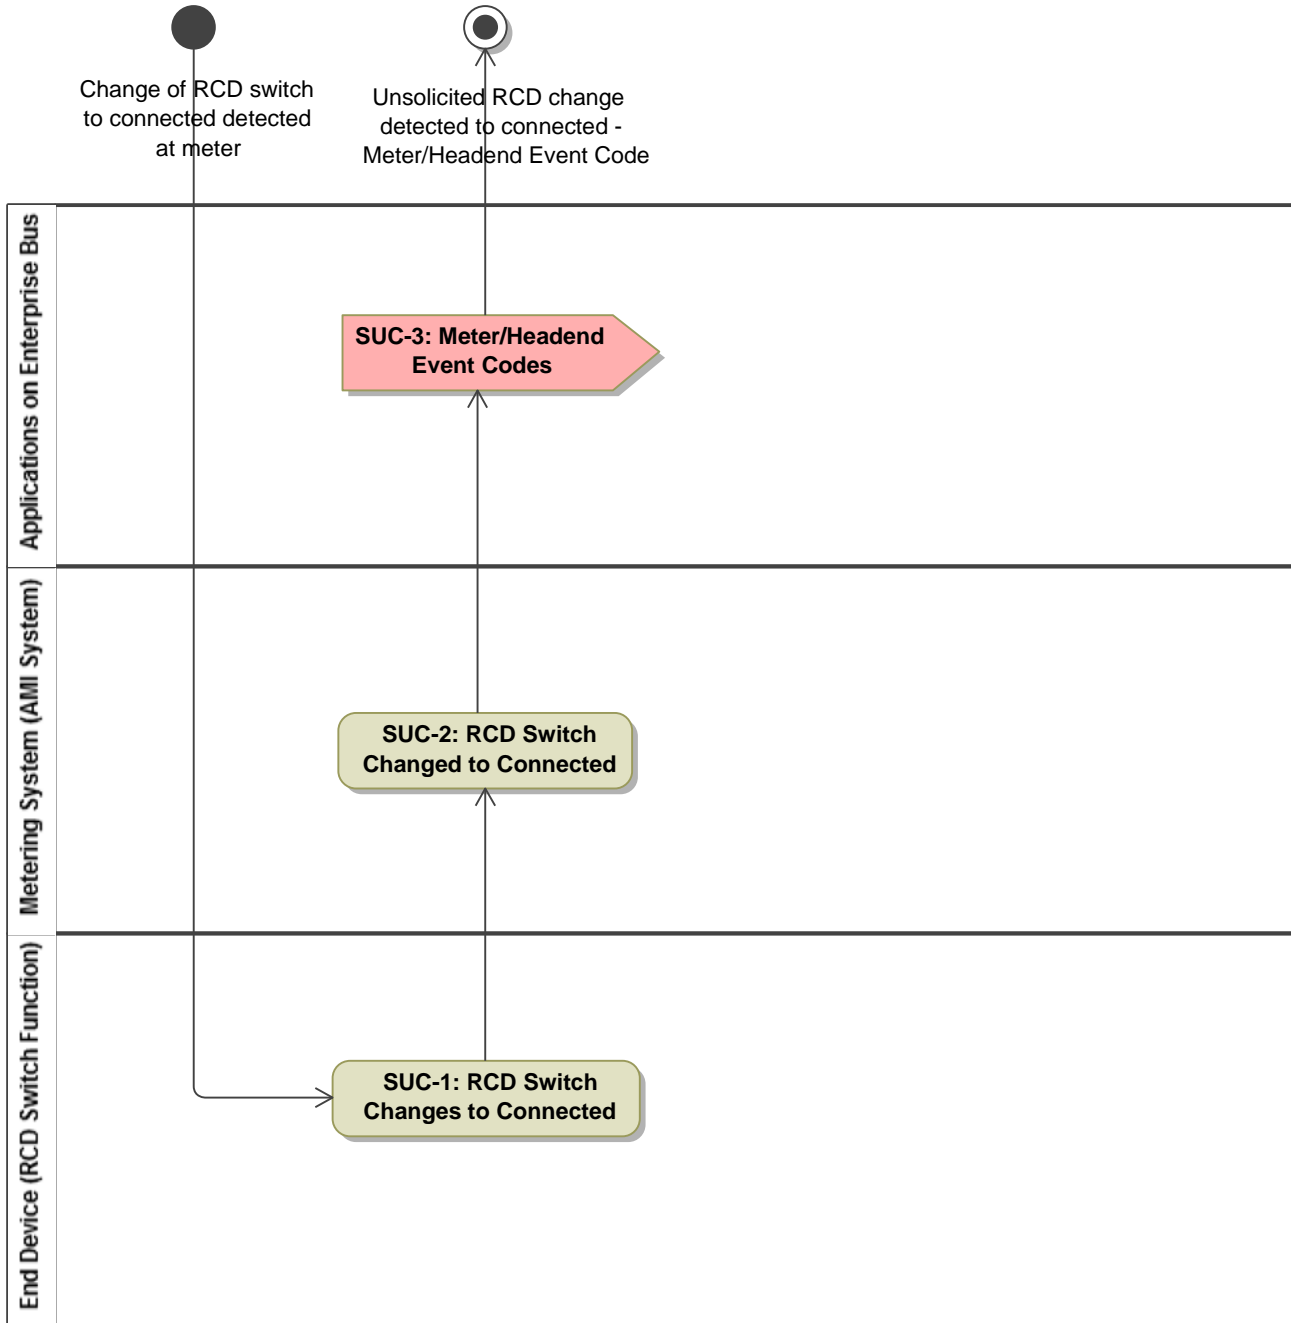 Change of RCD switch
to connected detected
at meter
Unsolicited RCD change
detected to connected -
Meter/Headend Event Code
Applications on Enterprise Bus
SUC-3: Meter/Headend
Event Codes
Metering System (AMI System)
SUC-2: RCD Switch
Changed to Connected
End Device (RCD Switch Function)
SUC-1: RCD Switch
Changes to Connected